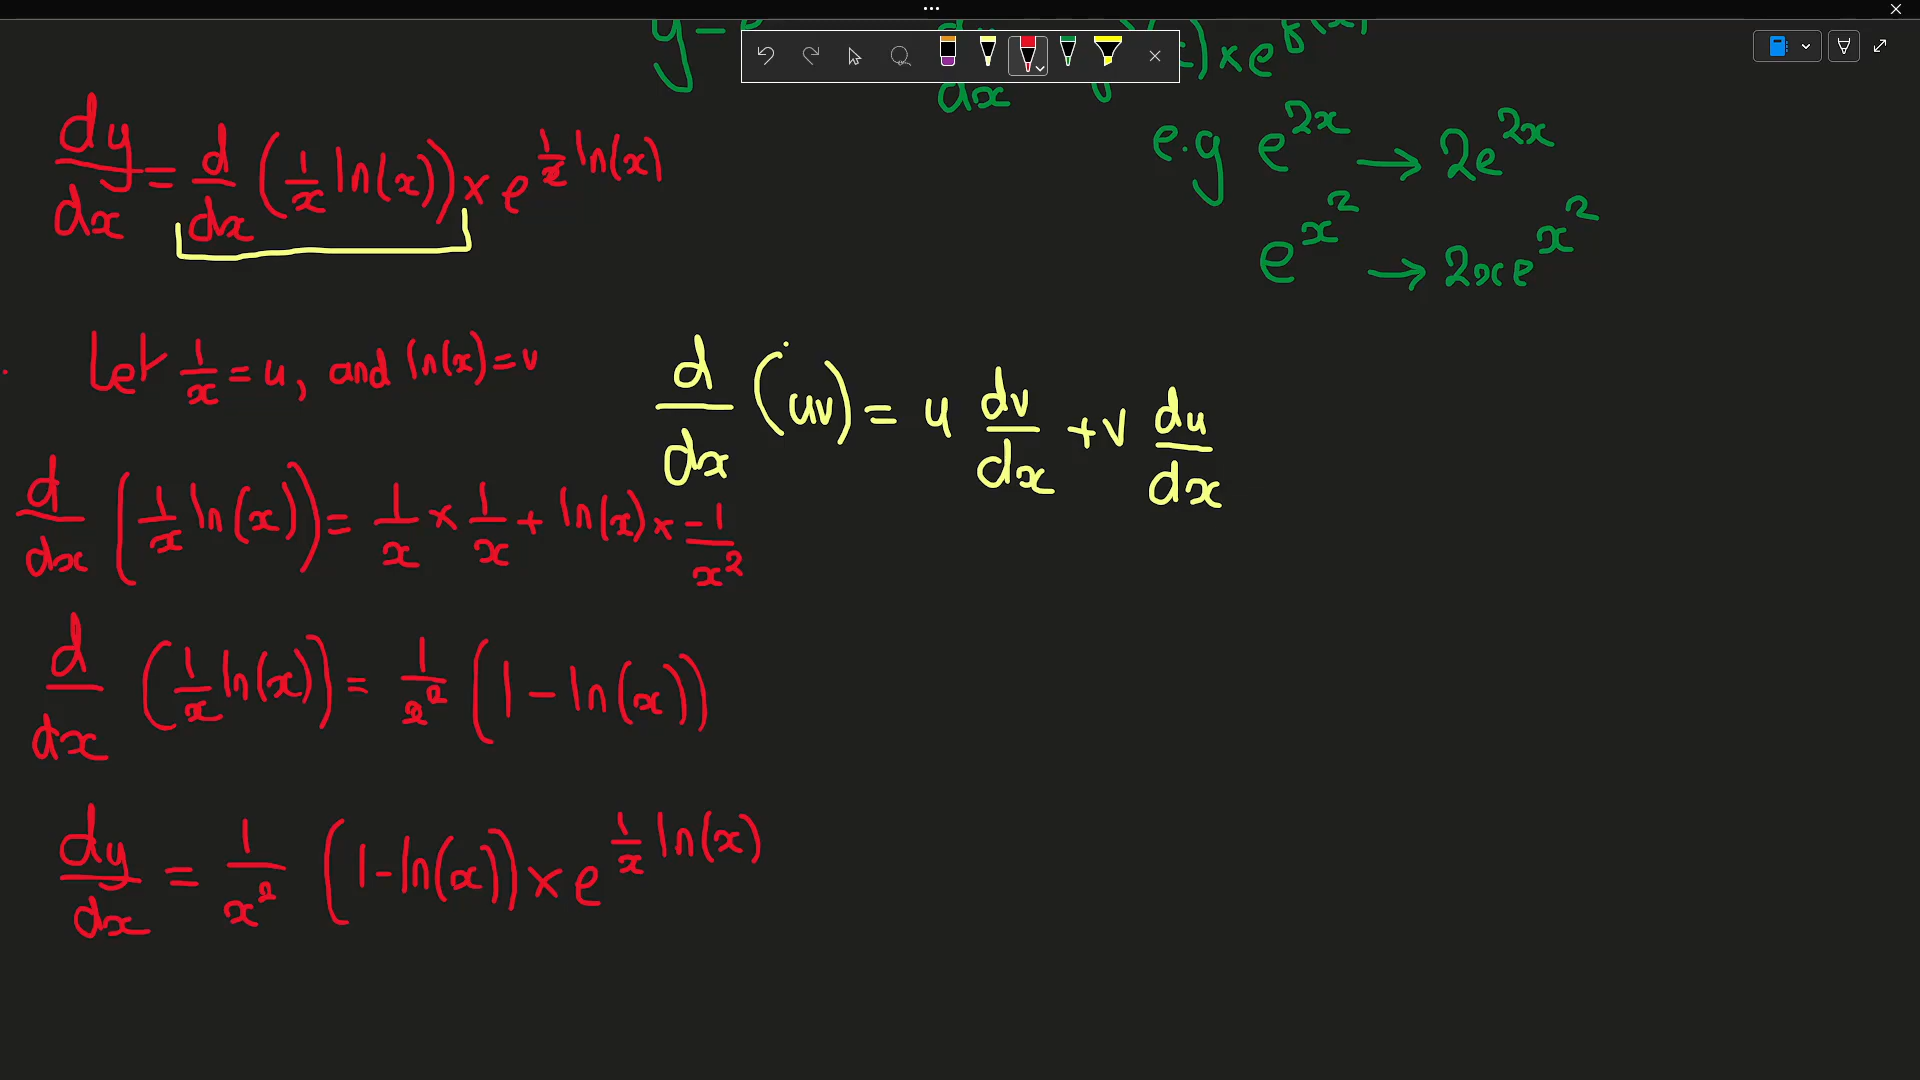 y = e
dy/dx
) × e^f(x)
dy/dx = d/dx (1/x ln(x)) × e^(1/x ln(x))
e.g e^2x → 2e^2x
e^x² → 2xe^x²
Let 1/x = u, and ln(x) = v
d/dx (uv) = u dv/dx + v du/dx
d/dx (1/x ln(x)) = 1/x × 1/x + ln(x) × -1/x²
d/dx (1/x ln(x)) = 1/x² (1 - ln(x))
dy/dx = 1/x² (1 - ln(x)) × e^(1/x ln(x))